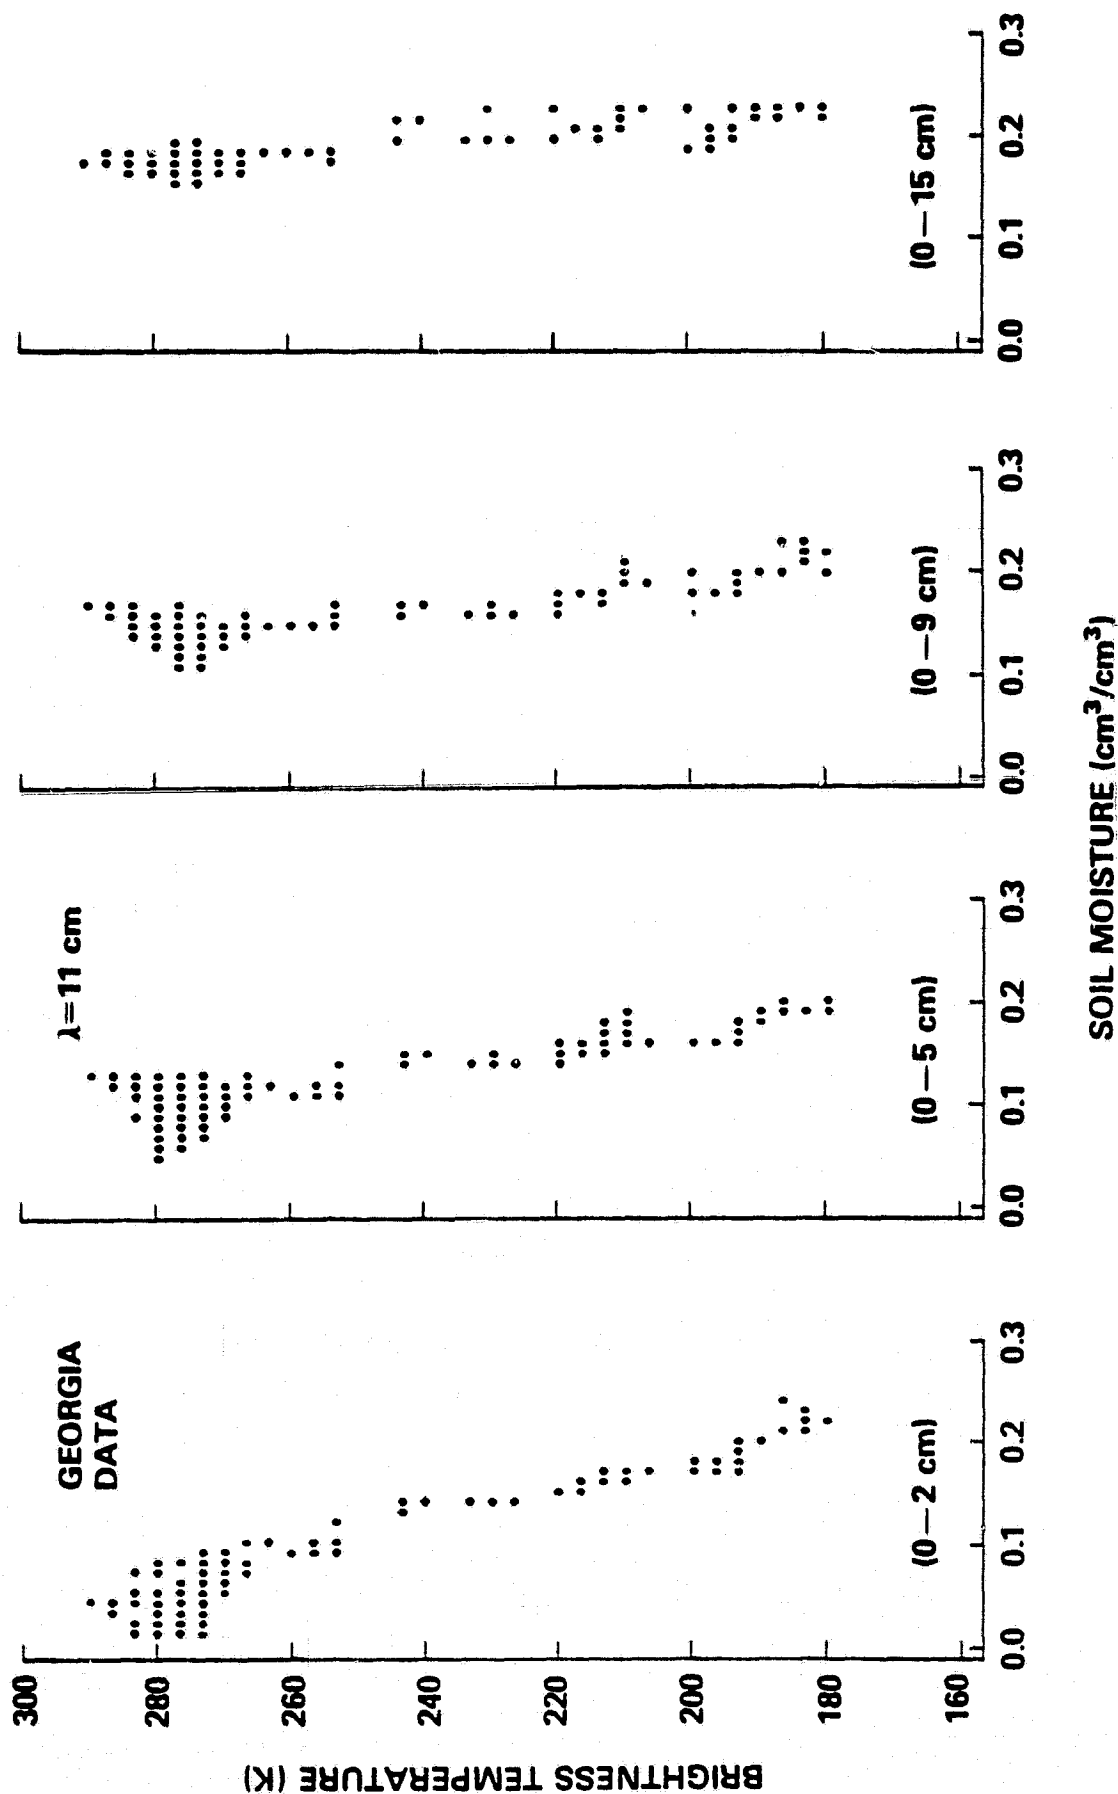 GEORGIA
DATA
λ=11 cm
BRIGHTNESS TEMPERATURE (K)
300
280
260
240
220
200
180
160
(0—2 cm)
(0—5 cm)
(0—9 cm)
(0—15 cm)
0.0 0.1 0.2 0.3
0.0 0.1 0.2 0.3
0.0 0.1 0.2 0.3
0.0 0.1 0.2 0.3
SOIL MOISTURE (cm³/cm³)